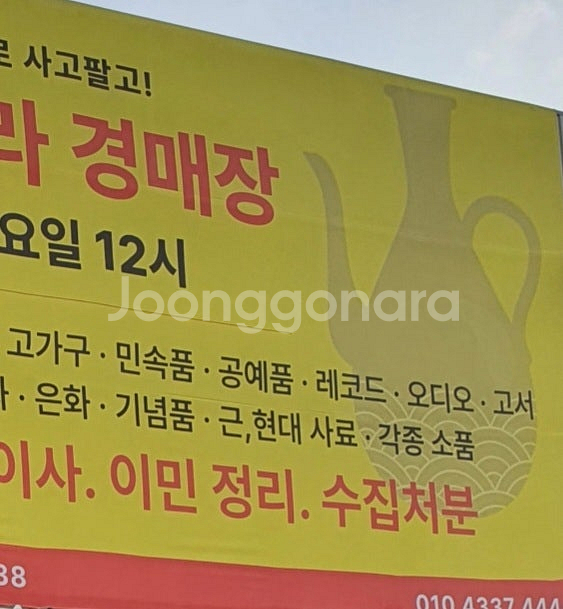 로 사고팔고!
라 경매장
요일 12시
Joonggonara
고가구 · 민속품 · 공예품 · 레코드 · 오디오 · 고서
· 은화 · 기념품 · 근,현대 사료 · 각종 소품
이사. 이민 정리. 수집처분
38
010 4337 444